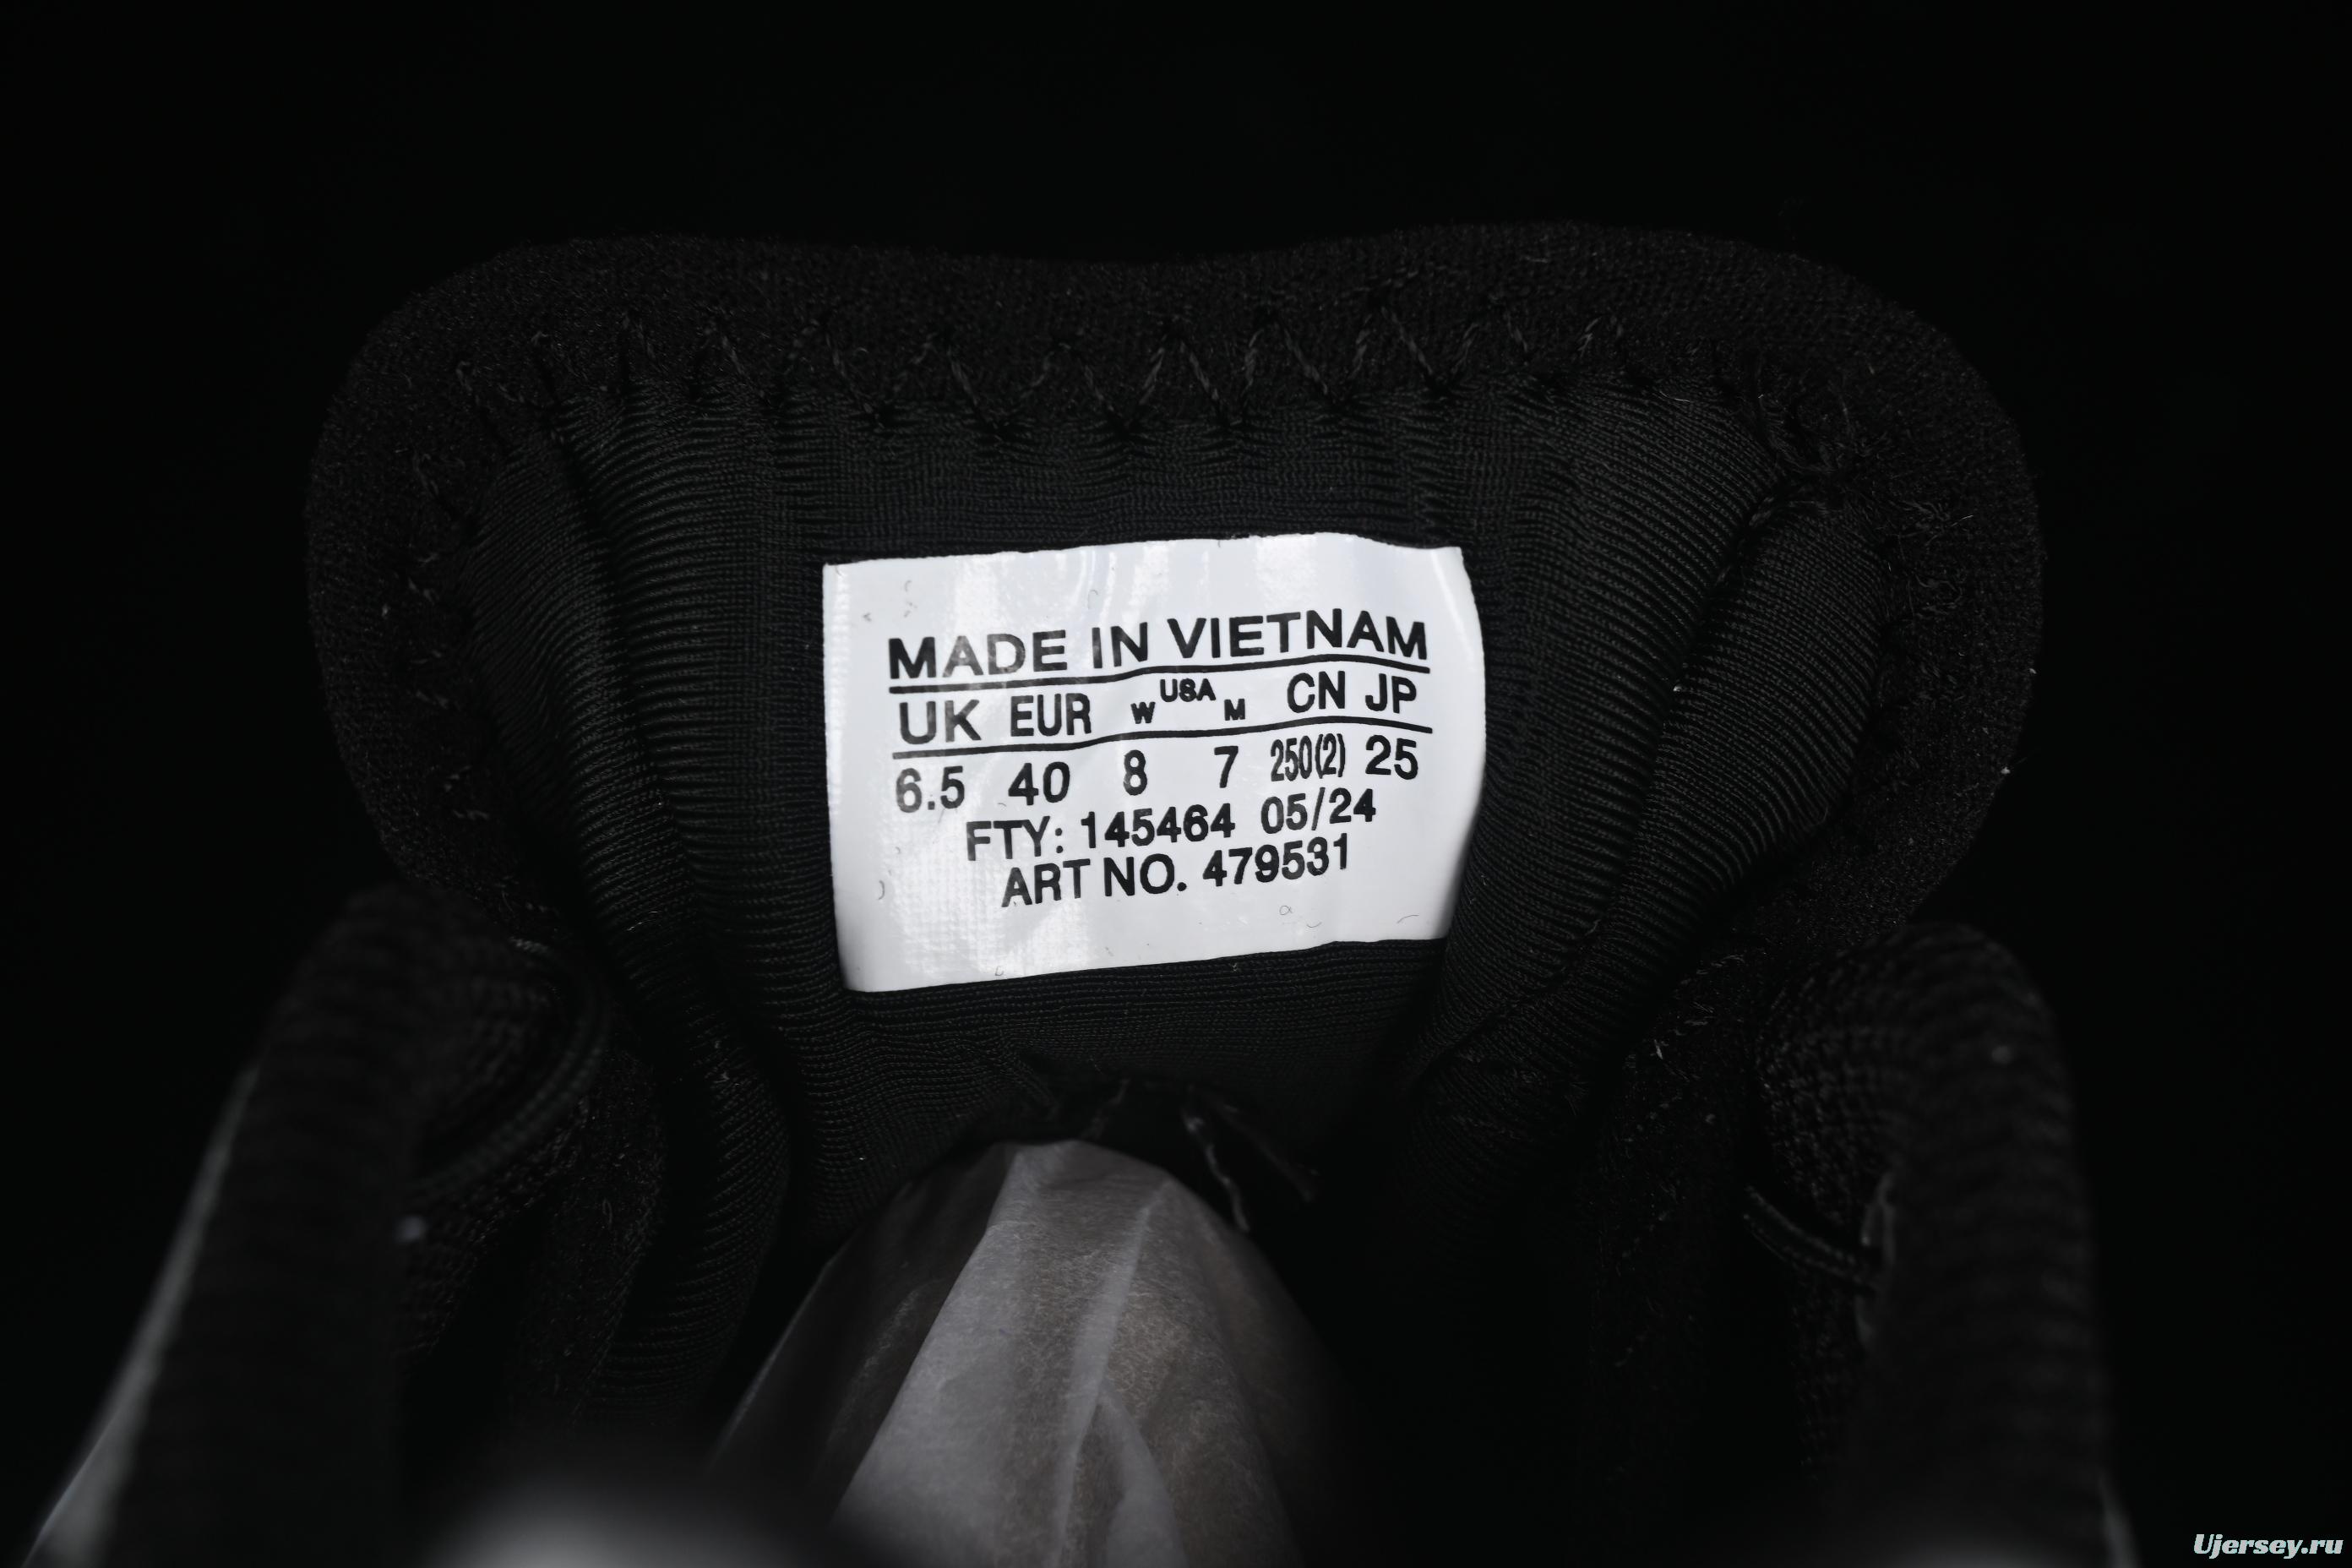 MADE IN VIETNAM
UK EUR W USA M CN JP
6.5 40 8 7 250(2) 25
FTY: 145464 05/24
ART NO. 479531
Ujersey.ru